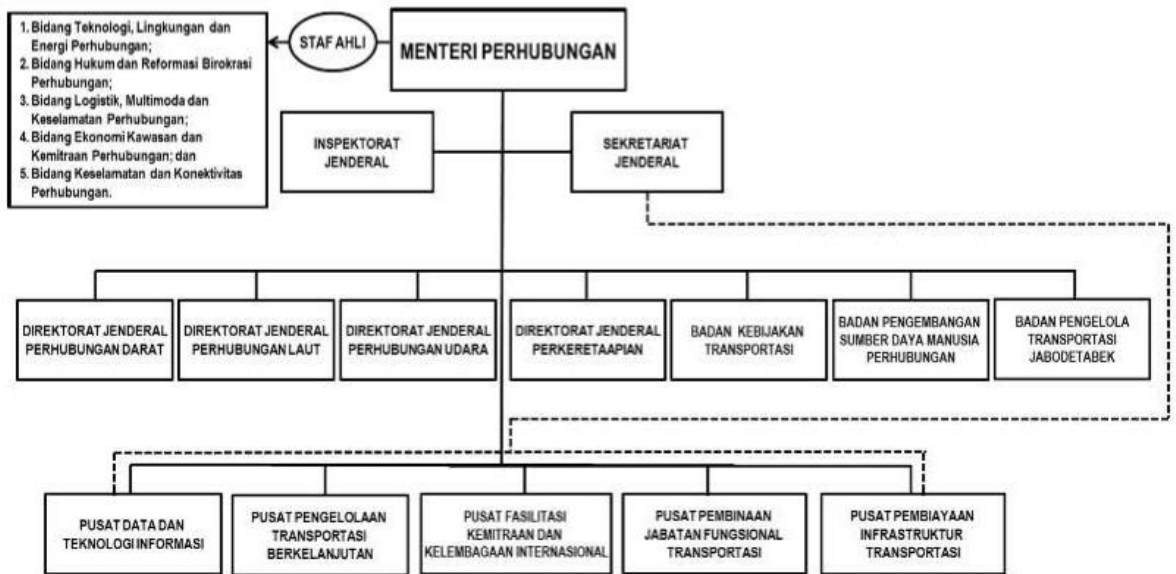 1. Bidang Teknologi, Lingkungan dan
Energi Perhubungan;
2. Bidang Hukum dan Reformasi Birokrasi
Perhubungan;
3. Bidang Logistik, Multimoda dan
Keselamatan Perhubungan;
4. Bidang Ekonomi Kawasan dan
Kemitraan Perhubungan; dan
5. Bidang Keselamatan dan Konektivitas
Perhubungan.
STAF AHLI
MENTERI PERHUBUNGAN
INSPEKTORAT
JENDERAL
SEKRETARIAT
JENDERAL
DIREKTORAT JENDERAL
PERHUBUNGAN DARAT
DIREKTORAT JENDERAL
PERHUBUNGAN LAUT
DIREKTORAT JENDERAL
PERHUBUNGAN UDARA
DIREKTORAT JENDERAL
PERKERETAAPIAN
BADAN KEBIJAKAN
TRANSPORTASI
BADAN PENGEMBANGAN
SUMBER DAYA MANUSIA
PERHUBUNGAN
BADAN PENGELOLA
TRANSPORTASI
JABODETABEK
PUSAT DATA DAN
TEKNOLOGI INFORMASI
PUSAT PENGELOLAAN
TRANSPORTASI
BERKELANJUTAN
PUSAT FASILITASI
KEMITRAAN DAN
KELEMBAGAAN INTERNASIONAL
PUSAT PEMBINAAN
JABATAN FUNGSIONAL
TRANSPORTASI
PUSAT PEMBIAYAAN
INFRASTRUKTUR
TRANSPORTASI